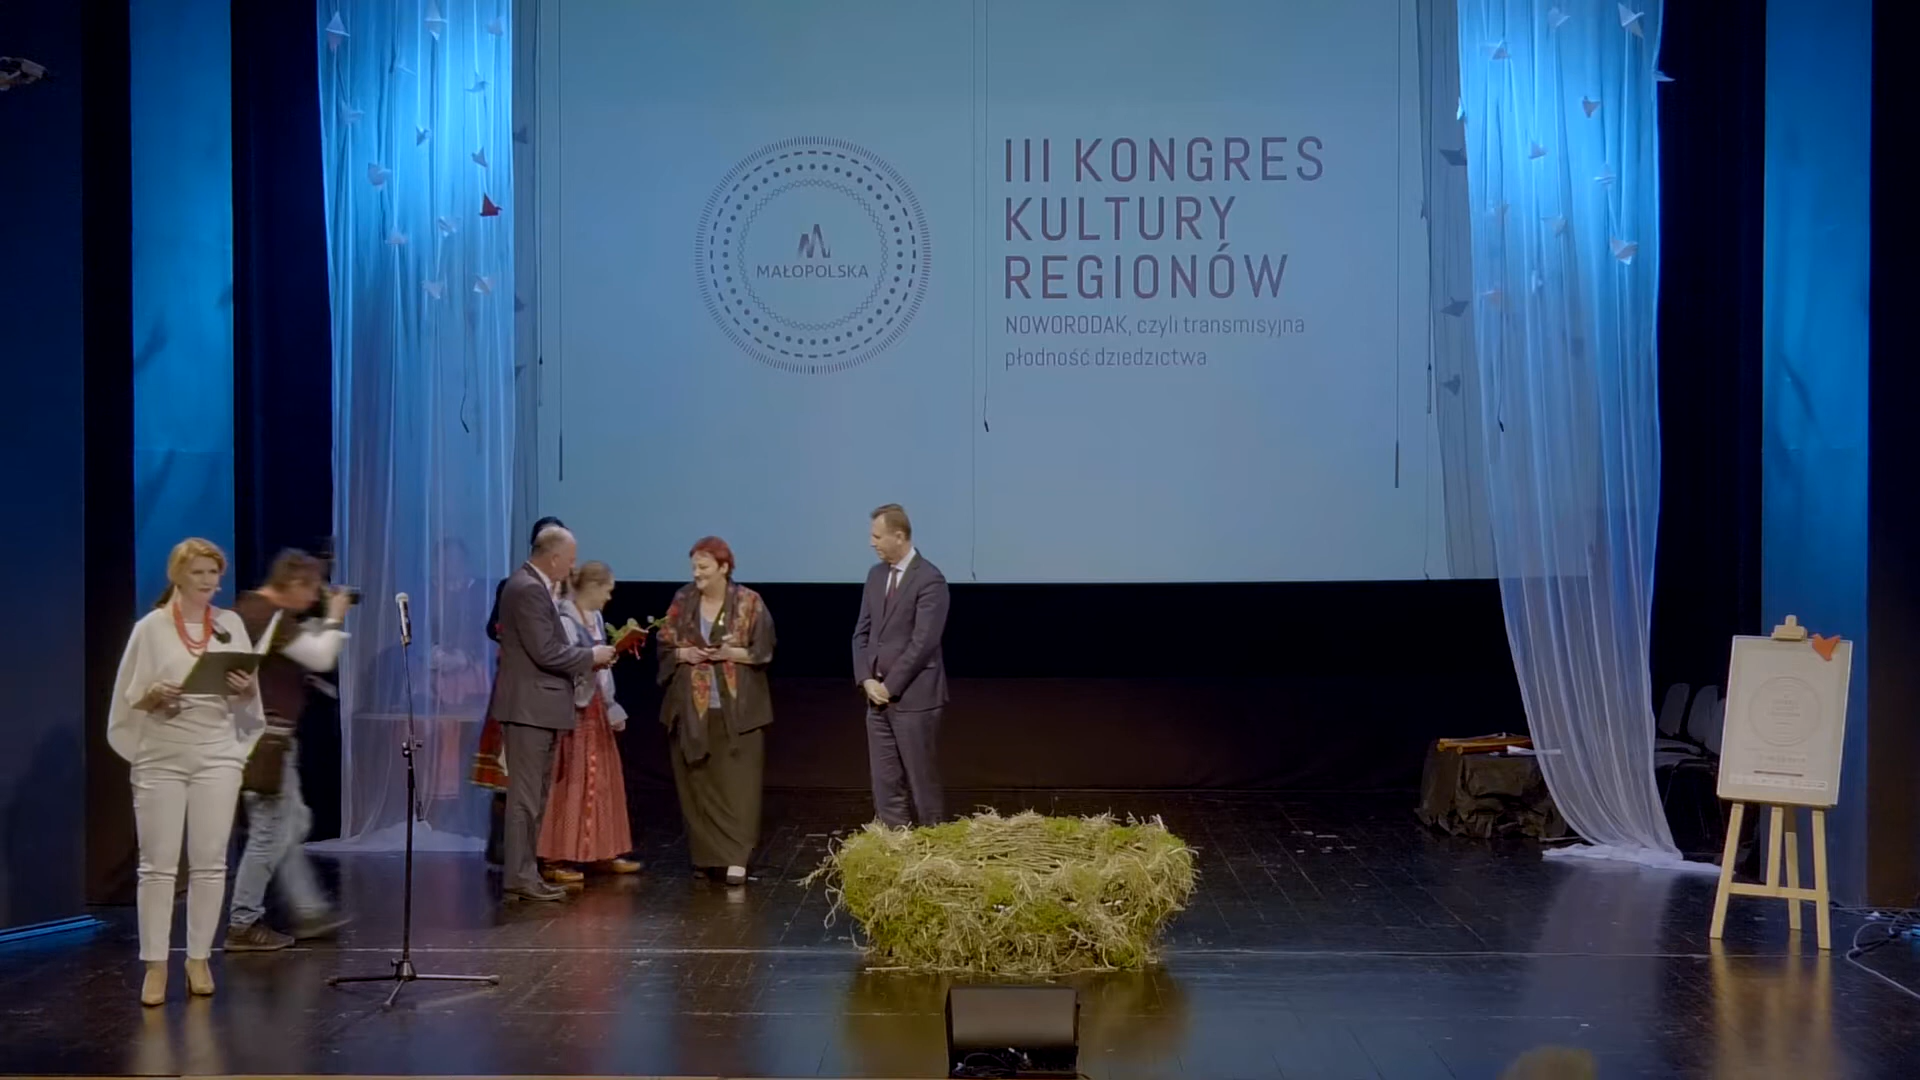 MAŁOPOLSKA
III KONGRES
KULTURY
REGIONÓW
NOWORODAK, czyli transmisyjna
płodność dziedzictwa